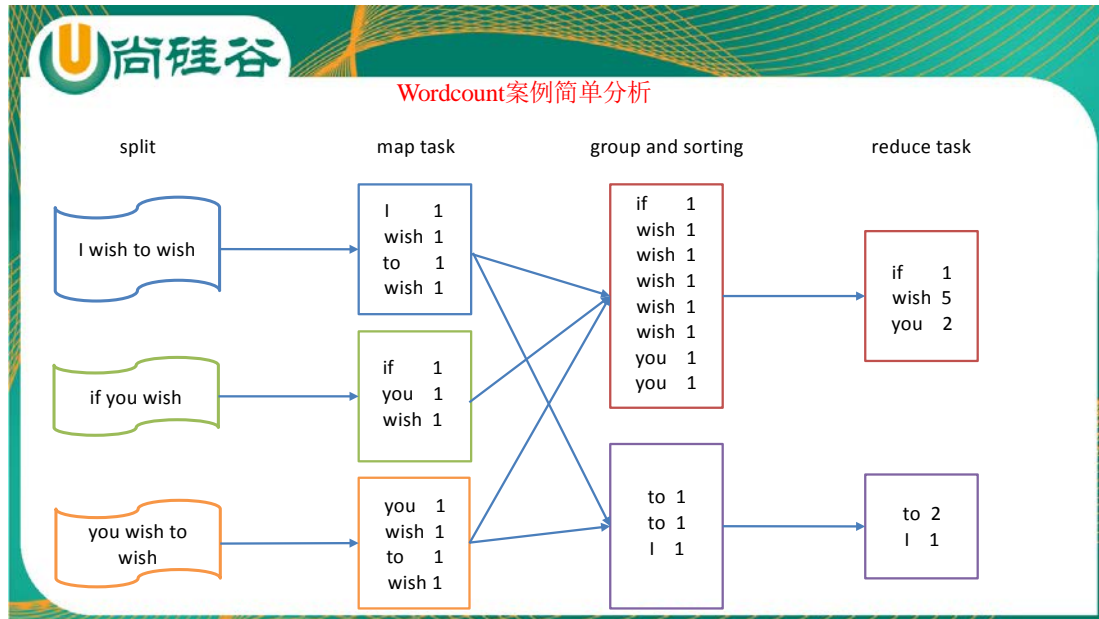 尚硅谷
Wordcount案例简单分析
split
map task
group and sorting
reduce task
I wish to wish
I 1
wish 1
to 1
wish 1
if 1
wish 1
wish 1
wish 1
wish 1
wish 1
you 1
you 1
if 1
wish 5
you 2
if you wish
if 1
you 1
wish 1
you wish to
wish
you 1
wish 1
to 1
wish 1
to 1
to 1
I 1
to 2
I 1